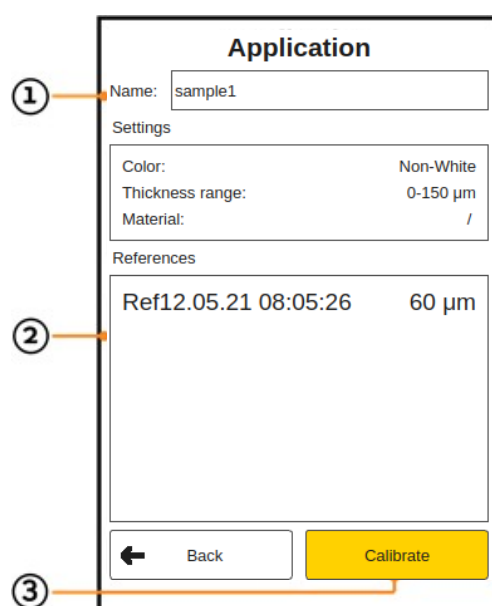 Application
① Name: sample1
Settings
Color: Non-White
Thickness range: 0-150 µm
Material: /
References
② Ref12.05.21 08:05:26 60 µm
Back Calibrate
③